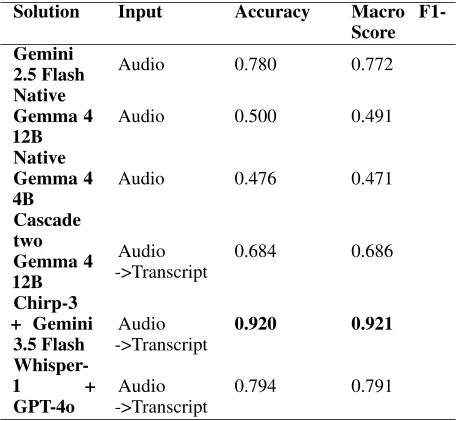 Solution Input Accuracy Macro F1-
Score
Gemini
2.5 Flash Audio 0.780 0.772
Native
Gemma 4
12B Audio 0.500 0.491
Native
Gemma 4
4B Audio 0.476 0.471
Cascade
two
Gemma 4
12B Audio
->Transcript 0.684 0.686
Chirp-3
+ Gemini
3.5 Flash Audio
->Transcript 0.920 0.921
Whisper-
1 +
GPT-4o Audio
->Transcript 0.794 0.791